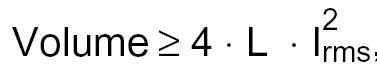 Volume ≥ 4 · L · I²rms,